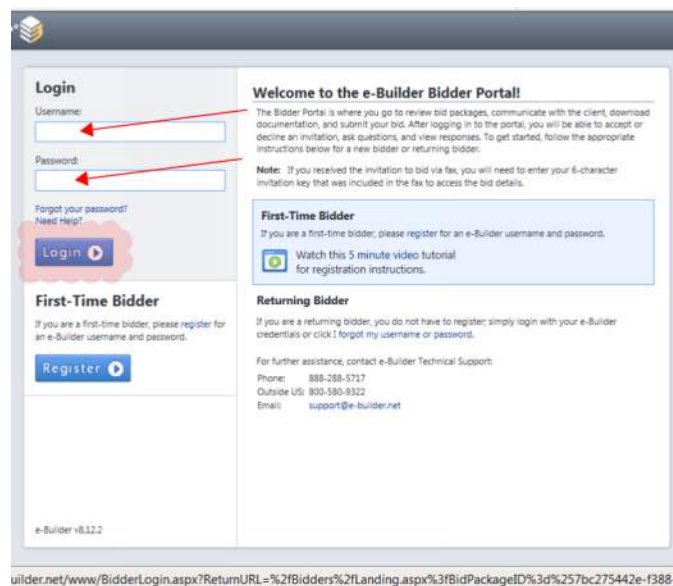 Login
Username:
Password:
Forgot your password?
Need Help?
Login
First-Time Bidder
If you are a first-time bidder, please register for
an e-Builder username and password.
Register
e-Builder v8.12.2
Welcome to the e-Builder Bidder Portal!
The Bidder Portal is where you go to review bid packages, communicate with the client, download
documentation, and submit your bid. After logging in to the portal, you will be able to accept or
decline an invitation, ask questions, and view responses. To get started, follow the appropriate
instructions below for a new bidder or returning bidder.
Note: If you received the invitation to bid via fax, you will need to enter your 6-character
invitation key that was included in the fax to access the bid details.
First-Time Bidder
If you are a first-time bidder, please register for an e-Builder username and password.
Watch this 5 minute video tutorial
for registration instructions.
Returning Bidder
If you are a returning bidder, you do not have to register; simply login with your e-Builder
credentials or click I forgot my username or password.
For further assistance, contact e-Builder Technical Support:
Phone: 888-288-5717
Outside US: 800-580-9322
Email: support@e-builder.net
uilder.net/www/BidderLogin.aspx?ReturnURL=%2fBidders%2fLanding.aspx%3fBidPackageID%3d%257bc275442e-f388